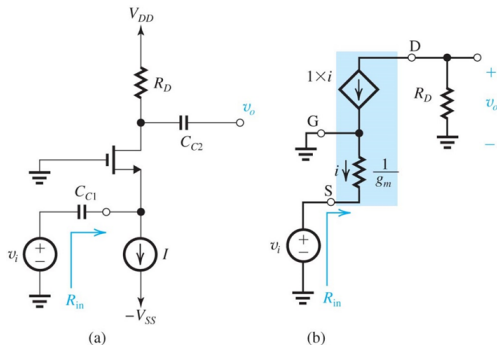 V_DD
R_D
v_o
C_C2
C_C1
v_i
+
−
I
R_in
−V_SS
(a)
D
1×i
R_D
+
v_o
−
G
i
1/g_m
S
v_i
+
−
R_in
(b)